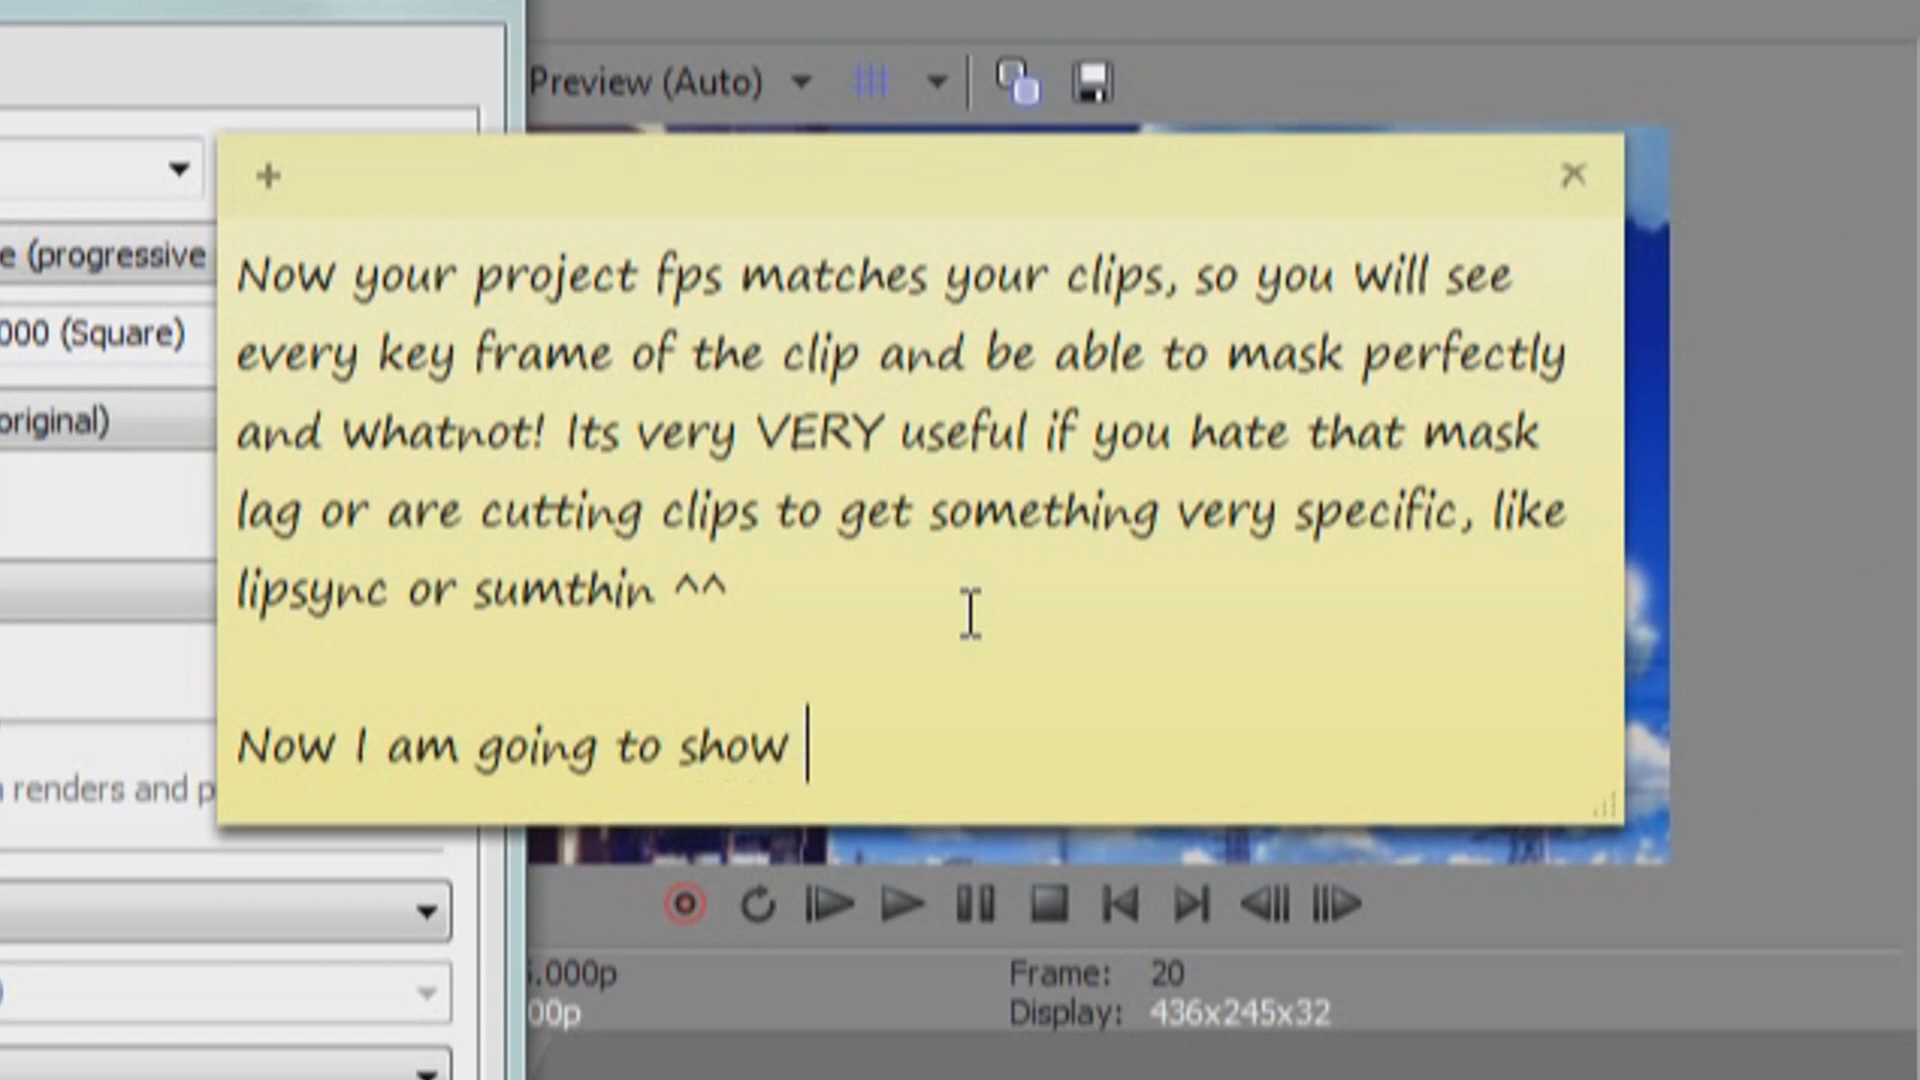 Preview (Auto)
e (progressive
000 (Square)
original)
Now your project fps matches your clips, so you will see
every key frame of the clip and be able to mask perfectly
and whatnot! Its very VERY useful if you hate that mask
lag or are cutting clips to get something very specific, like
lipsync or sumthin ^^
Now I am going to show
renders and p
.000p
Frame: 20
00p
Display: 436x245x32